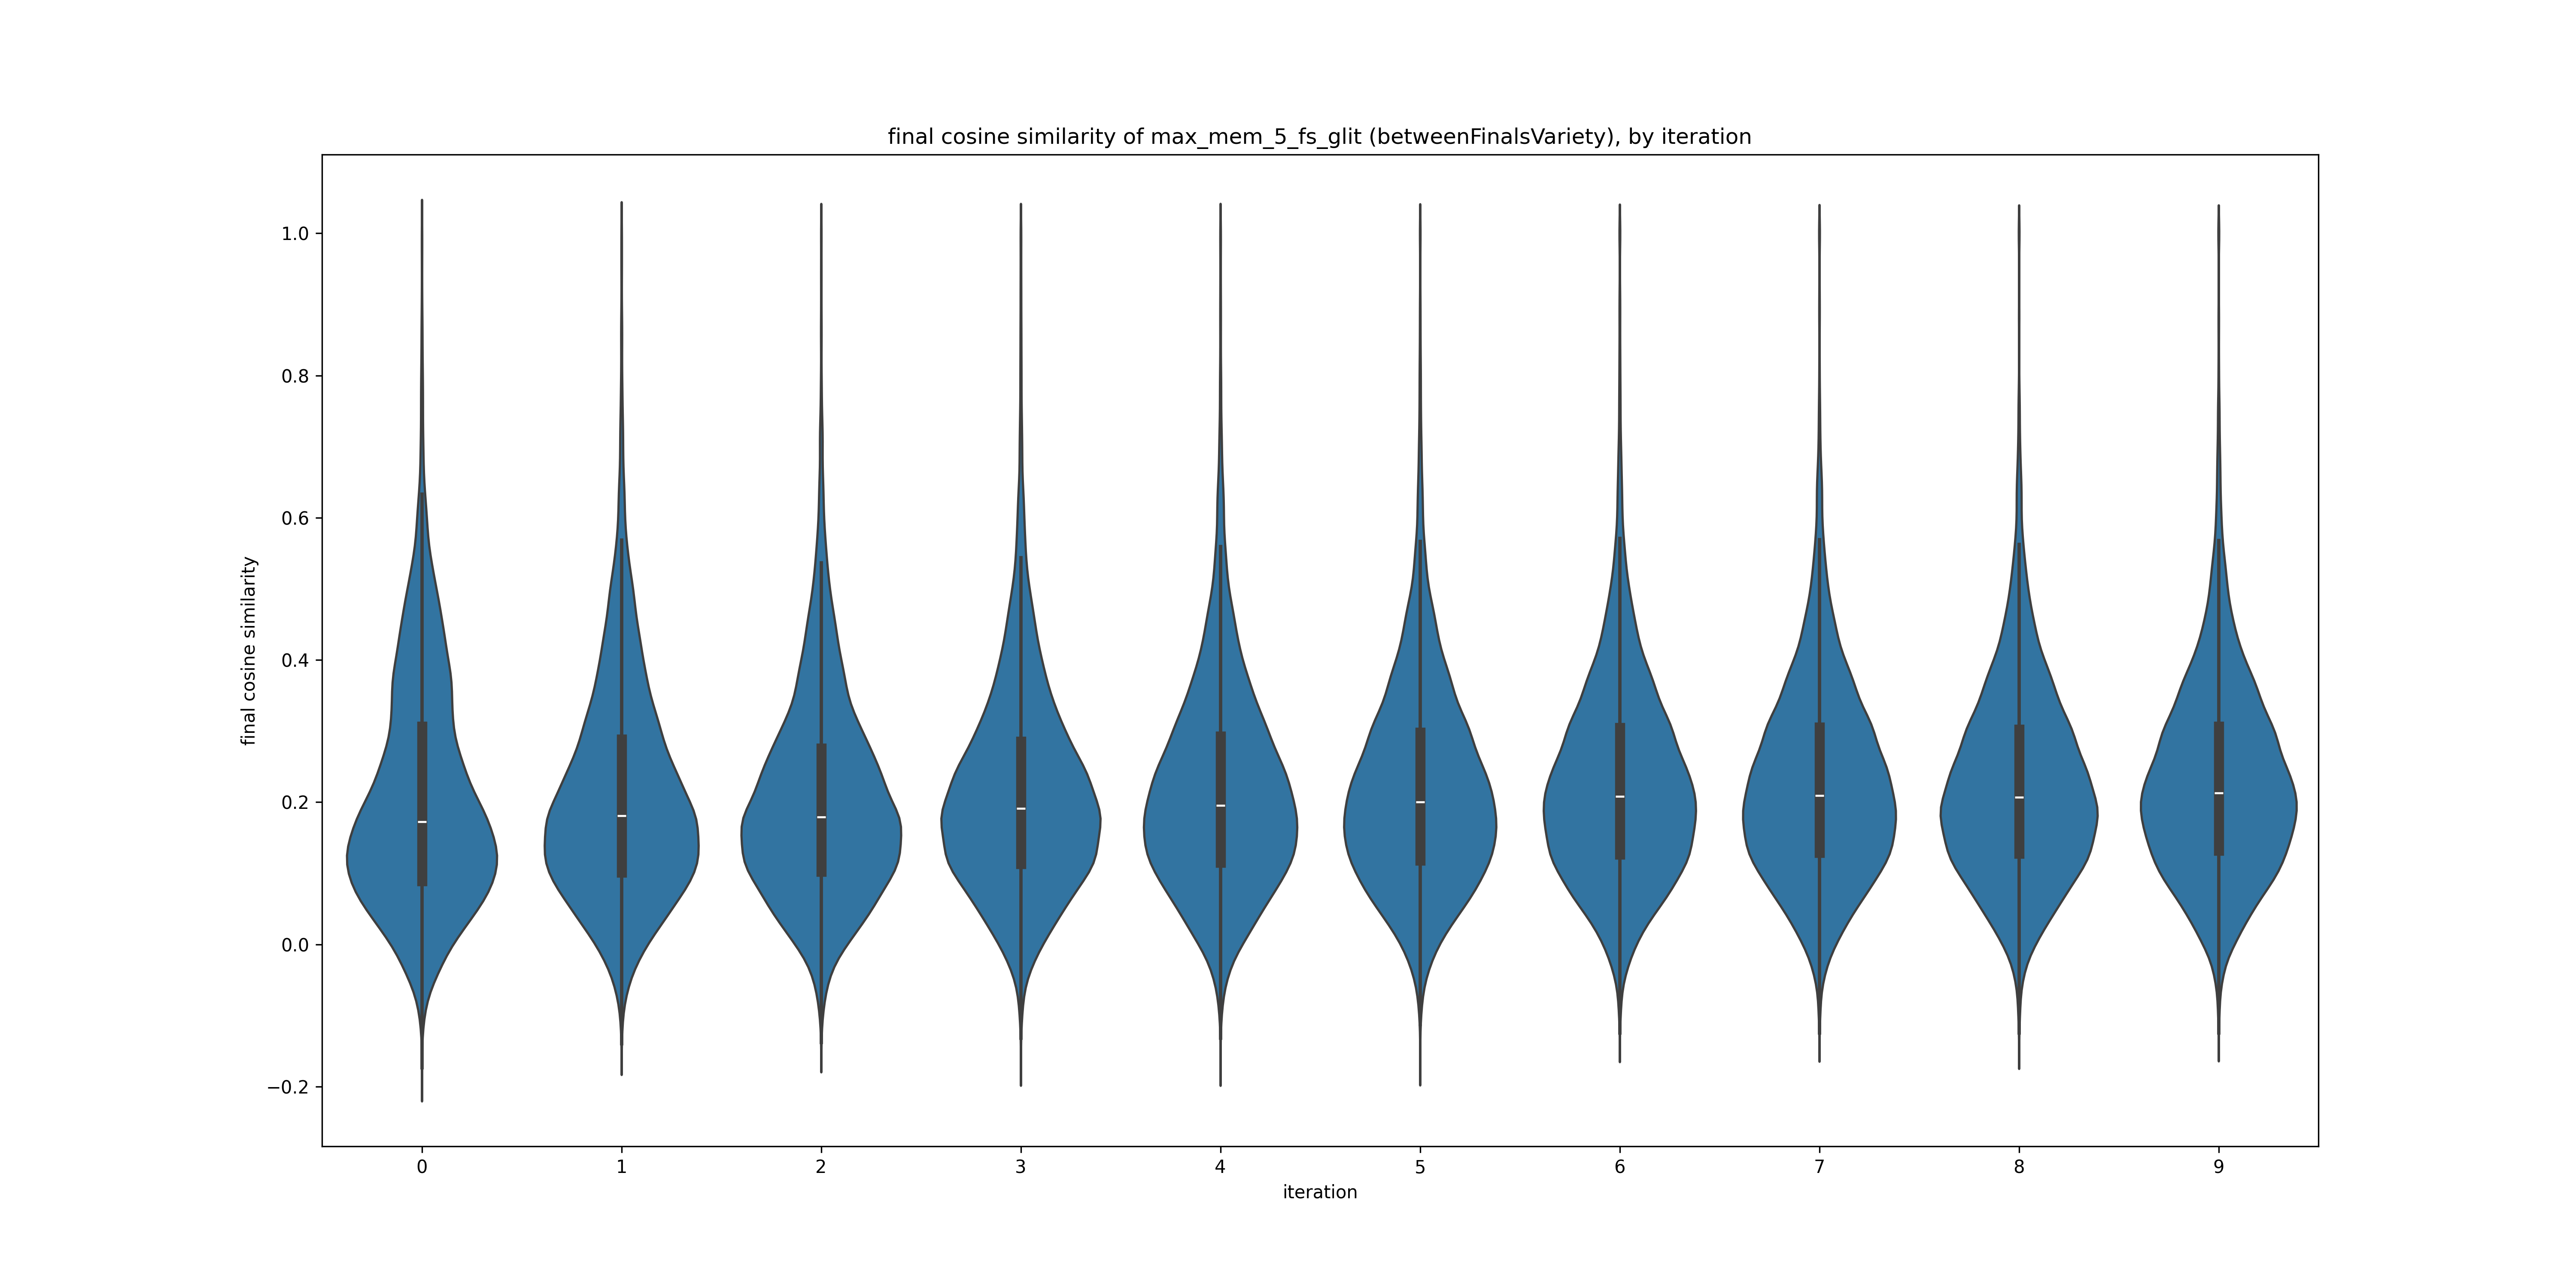 final cosine similarity of max_mem_5_fs_glit (betweenFinalsVariety), by iteration
1.0
0.8
0.6
0.4
0.2
0.0
−0.2
final cosine similarity
0 1 2 3 4 5 6 7 8 9
iteration